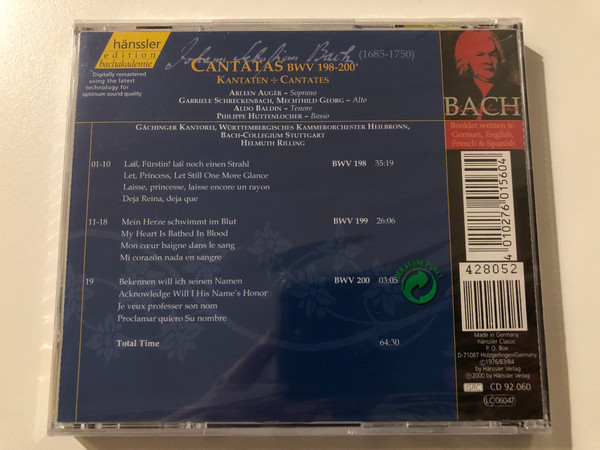 hänssler
edition
bachakademie
Digitally remastered
using the latest
technology for
optimum sound quality
(1685-1750)
CANTATAS BWV 198-200
KANTATEN ÷ CANTATES
ARLEEN AUGÉR – Soprano
GABRIELE SCHRECKENBACH, MECHTHILD GEORG – Alto
ALDO BALDIN – Tenore
PHILIPPE HUTTENLOCHER – Basso
GÄCHINGER KANTOREI, WÜRTTEMBERGISCHES KAMMERORCHESTER HEILBRONN,
BACH-COLLEGIUM STUTTGART
HELMUTH RILLING
01-10 Laß, Fürstin! laß noch einen Strahl BWV 198 35:19
Let, Princess, Let Still One More Glance
Laisse, princesse, laisse encore un rayon
Deja Reina, deja que
11-18 Mein Herze schwimmt im Blut BWV 199 26:06
My Heart Is Bathed In Blood
Mon cœur baigne dans le sang
Mi corazón nada en sangre
19 Bekennen will ich seinen Namen BWV 200 03:05
Acknowledge Will I His Name's Honor
Je veux professer son nom
Proclamar quiero Su nombre
Total Time 64:30
BACH
Booklet written in
German, English,
French & Spanish
4 010276 015604
428052
Made in Germany
Hänssler Classic
P. O. Box
D-71087 Holzgerlingen/Germany
©1976/83/84
by Hänssler Verlag
℗2000 by Hänssler Verlag
CD 92.060
LC 06047